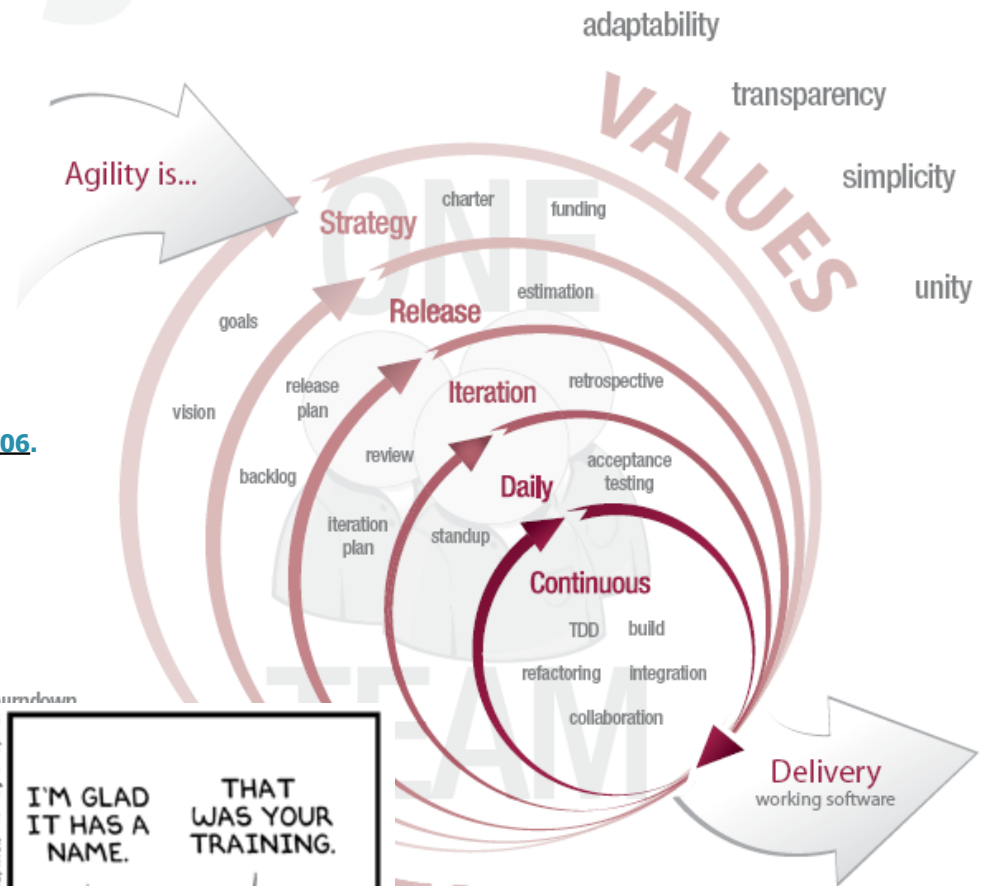 adaptability
transparency
simplicity
unity
VALUES
Agility is...
ONE
Strategy
charter
funding
goals
vision
Release
estimation
release
plan
backlog
Iteration
retrospective
review
iteration
plan
Daily
acceptance
testing
standup
Continuous
TDD
build
refactoring
integration
collaboration
TEAM
Delivery
working software
06.
I'M GLAD
IT HAS A
NAME.
THAT
WAS YOUR
TRAINING.